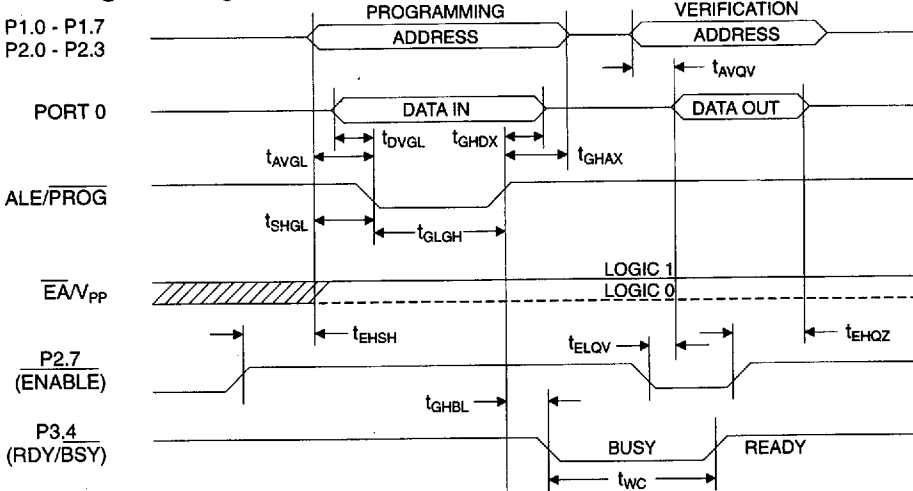 PROGRAMMING
VERIFICATION
P1.0 - P1.7
P2.0 - P2.3
ADDRESS
ADDRESS
tAVQV
PORT 0
DATA IN
DATA OUT
tDVGL
tGHDX
tAVGL
tGHAX
ALE/PROG
tSHGL
tGLGH
LOGIC 1
EA/VPP
LOGIC 0
tEHSH
tELQV
tEHQZ
P2.7
(ENABLE)
tGHBL
P3.4
(RDY/BSY)
BUSY
READY
tWC